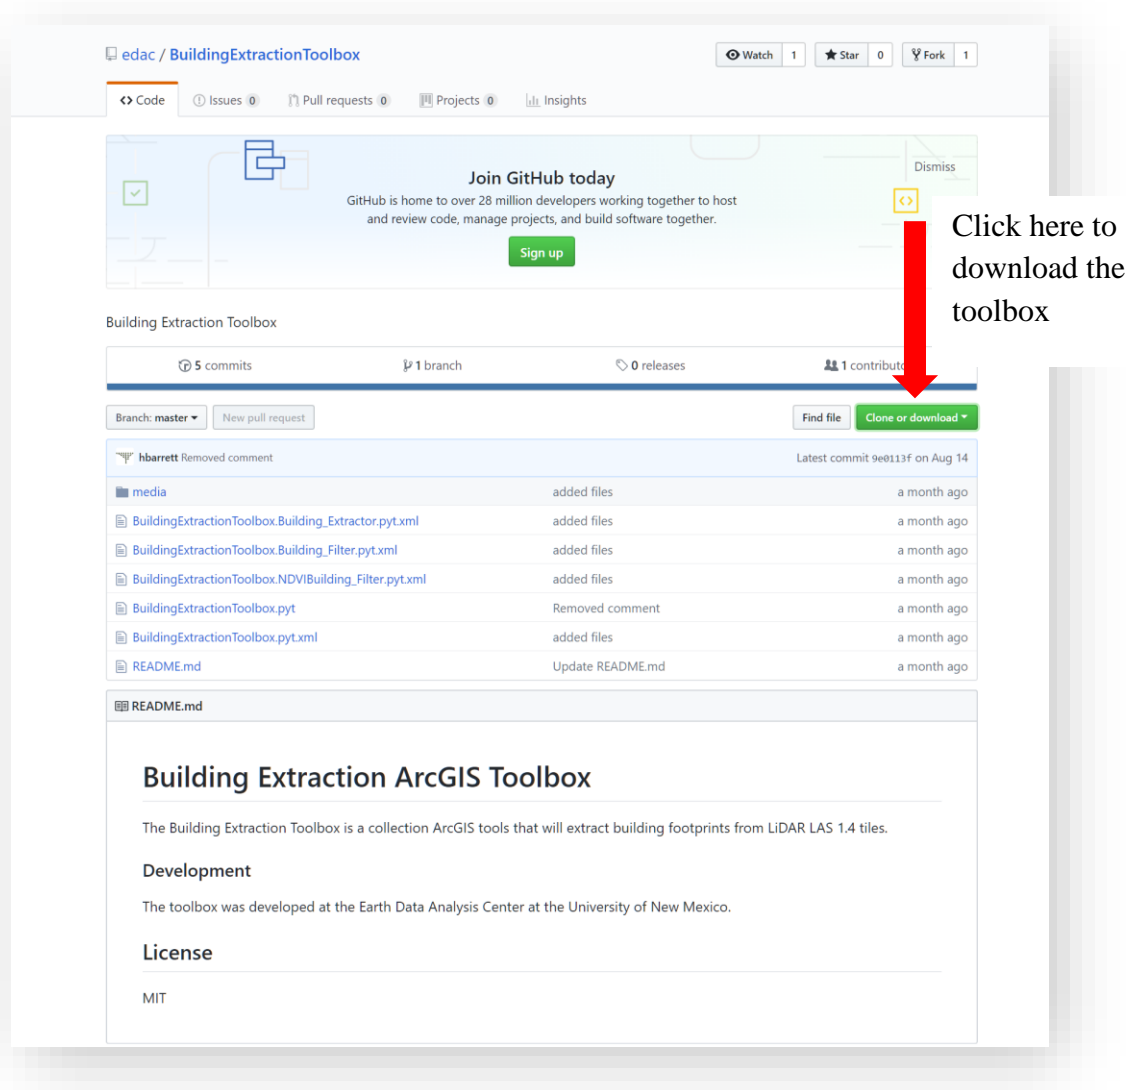 edac / BuildingExtractionToolbox
Watch 1 Star 0 Fork 1
Code Issues 0 Pull requests 0 Projects 0 Insights
Dismiss
Join GitHub today
GitHub is home to over 28 million developers working together to host
and review code, manage projects, and build software together.
Sign up
Click here to
download the
toolbox
Building Extraction Toolbox
5 commits 1 branch 0 releases 1 contributo
Branch: master New pull request Find file Clone or download
hbarrett Removed comment Latest commit 9e0113f on Aug 14
media added files a month ago
BuildingExtractionToolbox.Building_Extractor.pyt.xml added files a month ago
BuildingExtractionToolbox.Building_Filter.pyt.xml added files a month ago
BuildingExtractionToolbox.NDVIBuilding_Filter.pyt.xml added files a month ago
BuildingExtractionToolbox.pyt Removed comment a month ago
BuildingExtractionToolbox.pyt.xml added files a month ago
README.md Update README.md a month ago
README.md
Building Extraction ArcGIS Toolbox
The Building Extraction Toolbox is a collection ArcGIS tools that will extract building footprints from LiDAR LAS 1.4 tiles.
Development
The toolbox was developed at the Earth Data Analysis Center at the University of New Mexico.
License
MIT